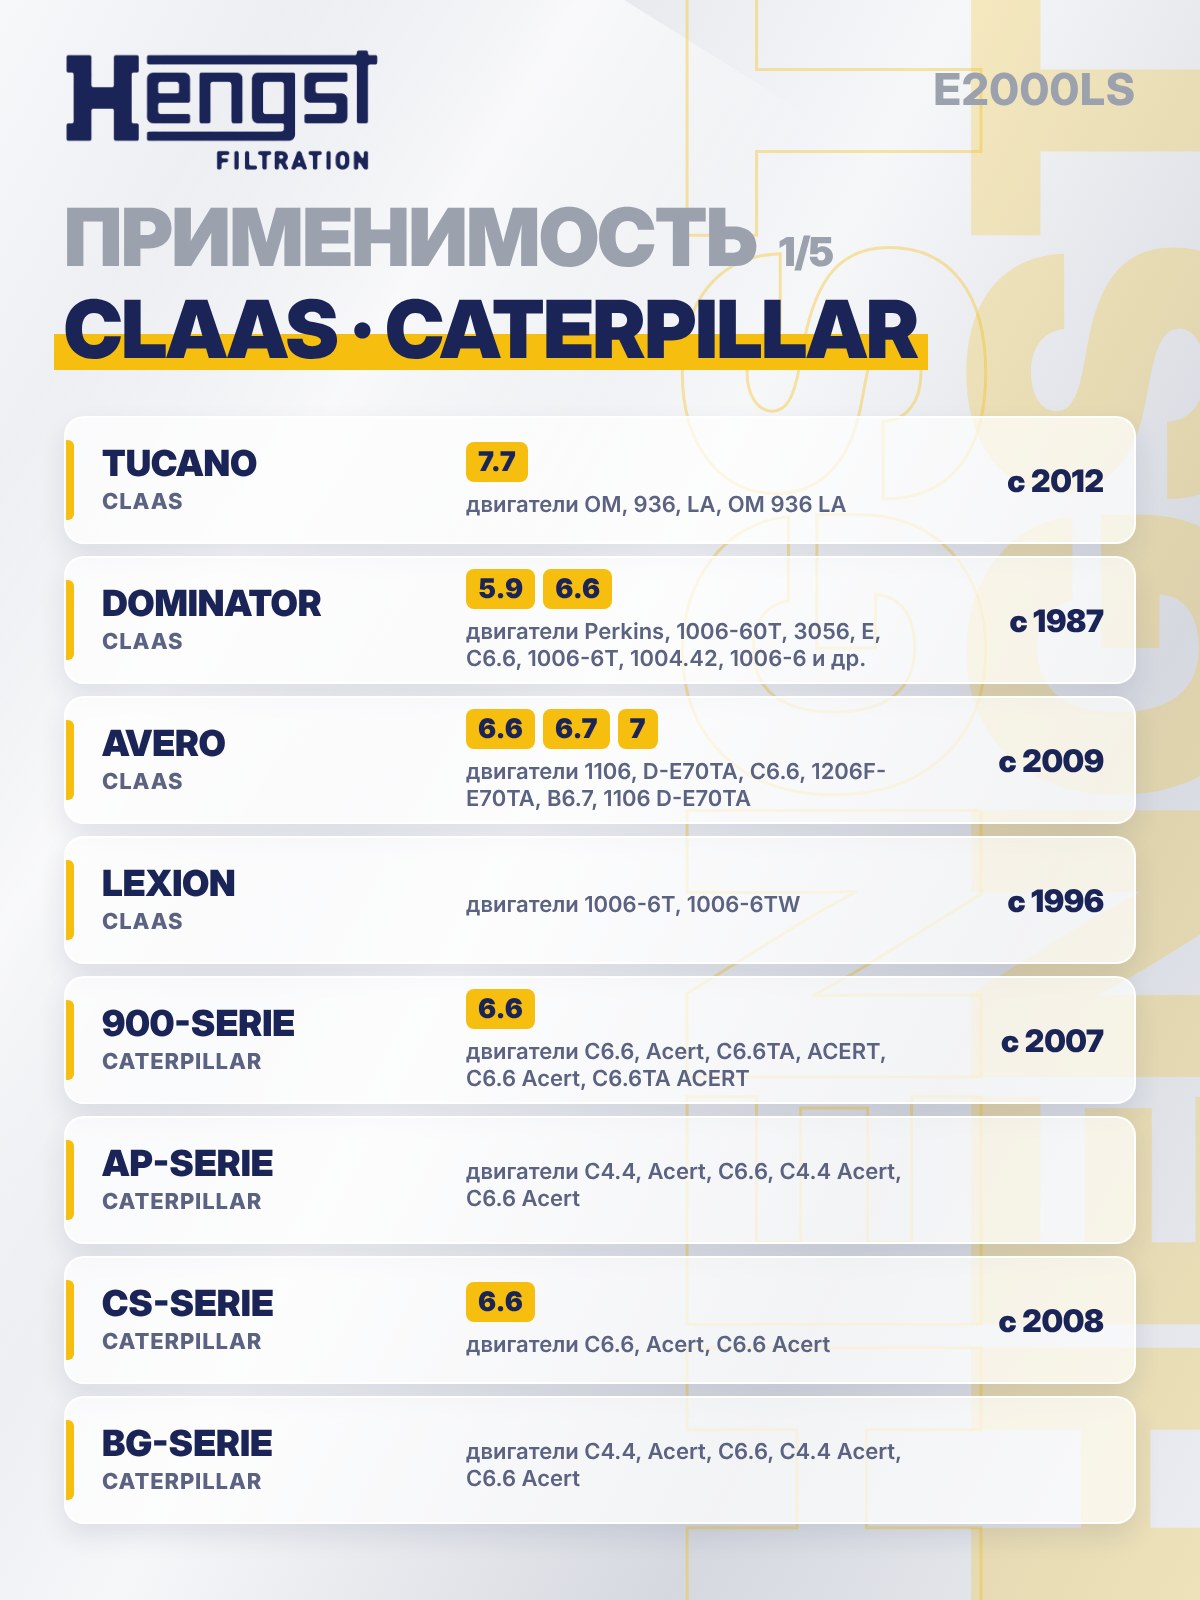 Hengst
FILTRATION
E2000LS
ПРИМЕНИМОСТЬ 1/5
CLAAS · CATERPILLAR
TUCANO
CLAAS
7.7
двигатели OM, 936, LA, OM 936 LA
с 2012
DOMINATOR
CLAAS
5.9 6.6
двигатели Perkins, 1006-60T, 3056, E,
C6.6, 1006-6T, 1004.42, 1006-6 и др.
с 1987
AVERO
CLAAS
6.6 6.7 7
двигатели 1106, D-E70TA, C6.6, 1206F-
E70TA, B6.7, 1106 D-E70TA
с 2009
LEXION
CLAAS
двигатели 1006-6T, 1006-6TW
с 1996
900-SERIE
CATERPILLAR
6.6
двигатели C6.6, Acert, C6.6TA, ACERT,
C6.6 Acert, C6.6TA ACERT
с 2007
AP-SERIE
CATERPILLAR
двигатели C4.4, Acert, C6.6, C4.4 Acert,
C6.6 Acert
CS-SERIE
CATERPILLAR
6.6
двигатели C6.6, Acert, C6.6 Acert
с 2008
BG-SERIE
CATERPILLAR
двигатели C4.4, Acert, C6.6, C4.4 Acert,
C6.6 Acert
HENGST